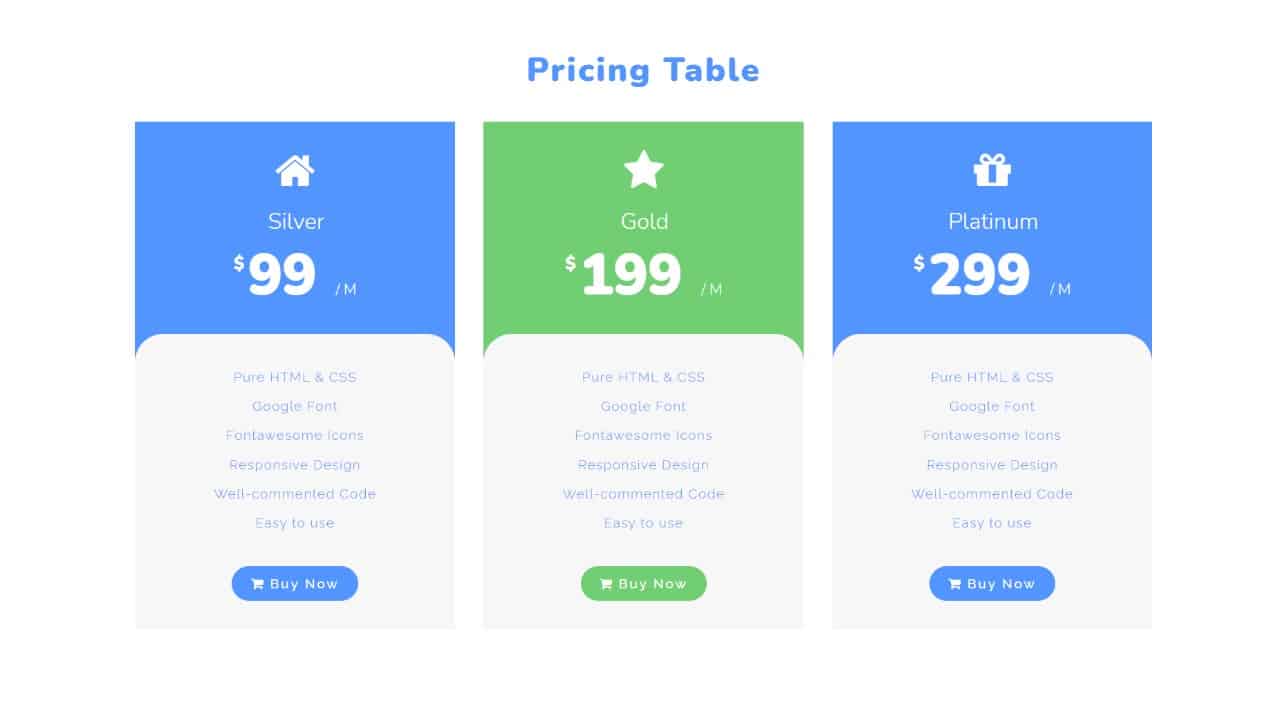 Pricing Table
Silver
$99 / M
Pure HTML & CSS
Google Font
Fontawesome Icons
Responsive Design
Well-commented Code
Easy to use
Buy Now
Gold
$199 / M
Pure HTML & CSS
Google Font
Fontawesome Icons
Responsive Design
Well-commented Code
Easy to use
Buy Now
Platinum
$299 / M
Pure HTML & CSS
Google Font
Fontawesome Icons
Responsive Design
Well-commented Code
Easy to use
Buy Now